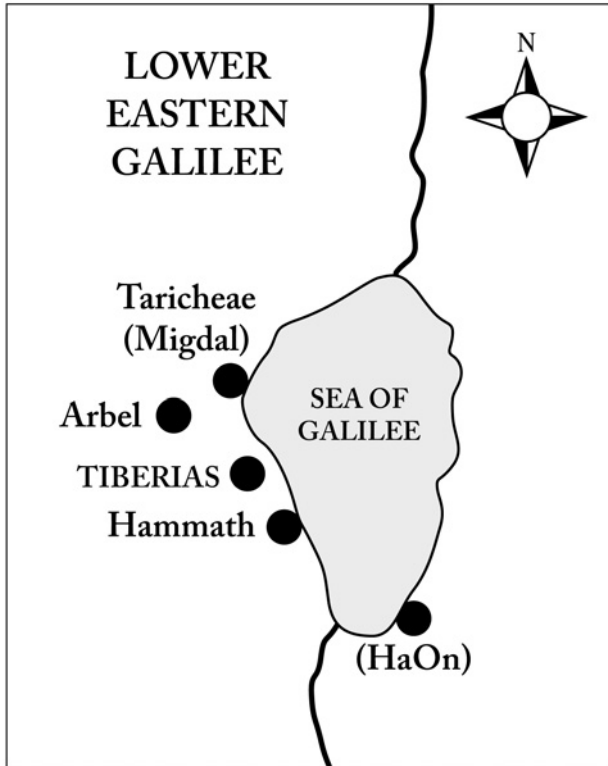 LOWER
EASTERN
GALILEE
N
Taricheae
(Migdal)
SEA OF
GALILEE
Arbel
TIBERIAS
Hammath
(HaOn)